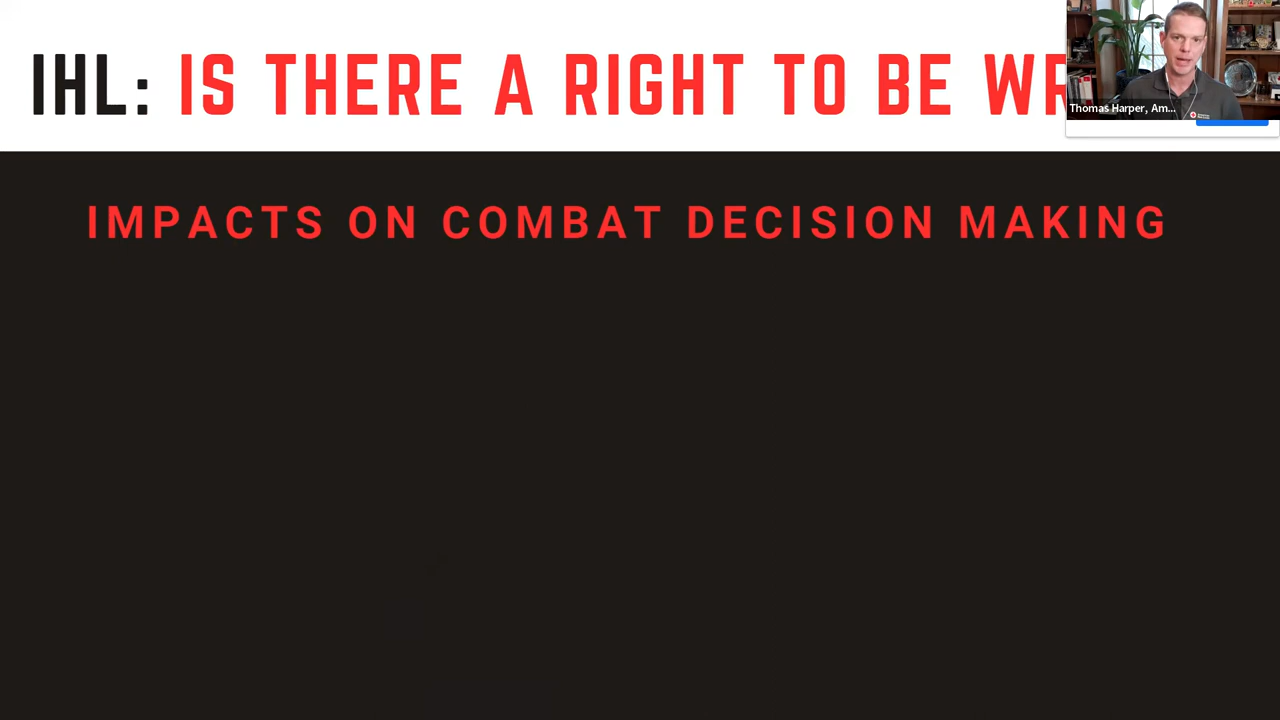 IHL: IS THERE A RIGHT TO BE WR
Thomas Harper, Am...
IMPACTS ON COMBAT DECISION MAKING